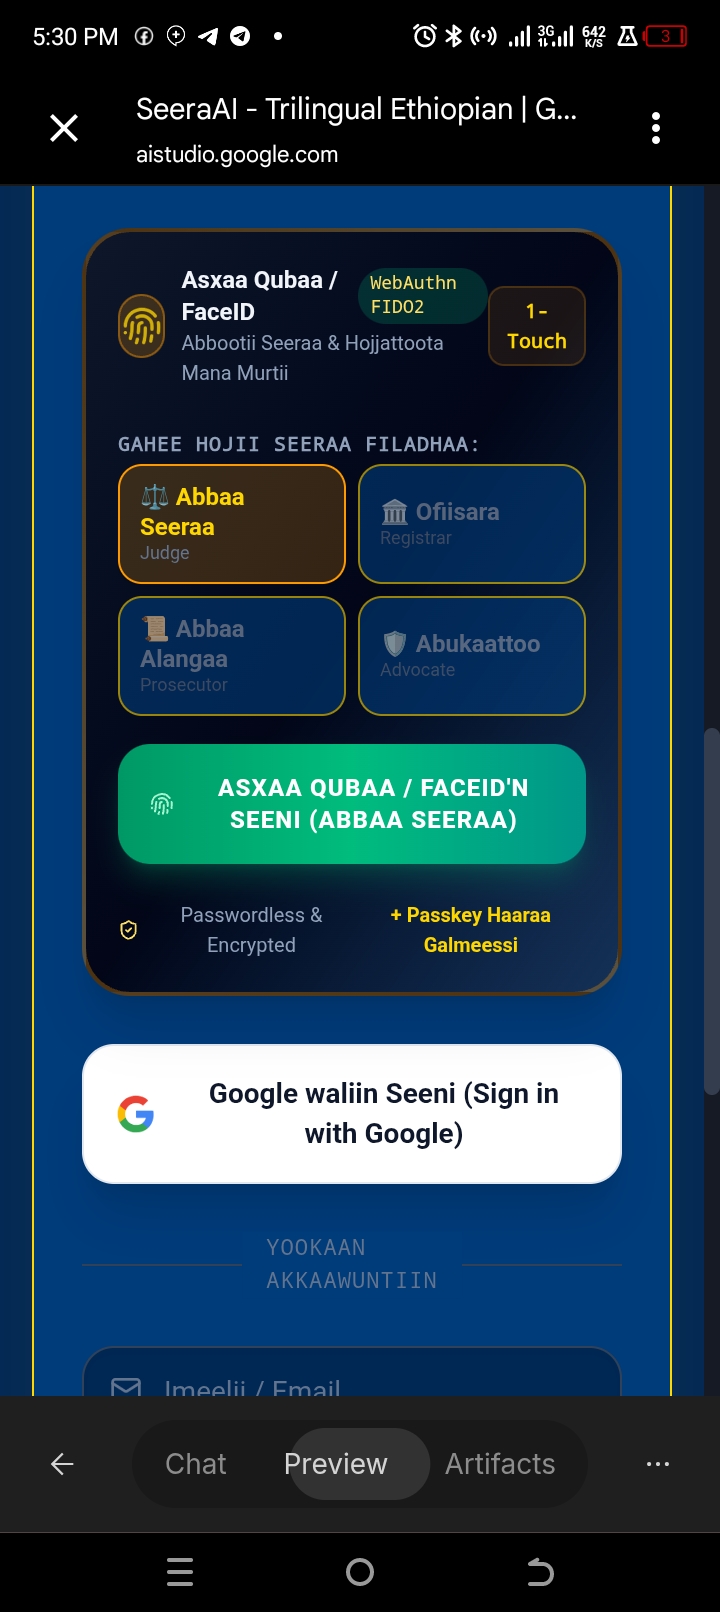 5:30 PM
3G
642
K/S
3
SeeraAI - Trilingual Ethiopian | G...
aistudio.google.com
Asxaa Qubaa /
FaceID
WebAuthn
FIDO2
Abbootii Seeraa & Hojjattoota
Mana Murtii
1-
Touch
GAHEE HOJII SEERAA FILADHAA:
Abbaa
Seeraa
Judge
Ofiisara
Registrar
Abbaa
Alangaa
Prosecutor
Abukaattoo
Advocate
ASXAA QUBAA / FACEID'N
SEENI (ABBAA SEERAA)
Passwordless &
Encrypted
+ Passkey Haaraa
Galmeessi
Google waliin Seeni (Sign in
with Google)
YOOKAAN
AKKAAWUNTIIN
Imeelii / Email
Chat
Preview
Artifacts